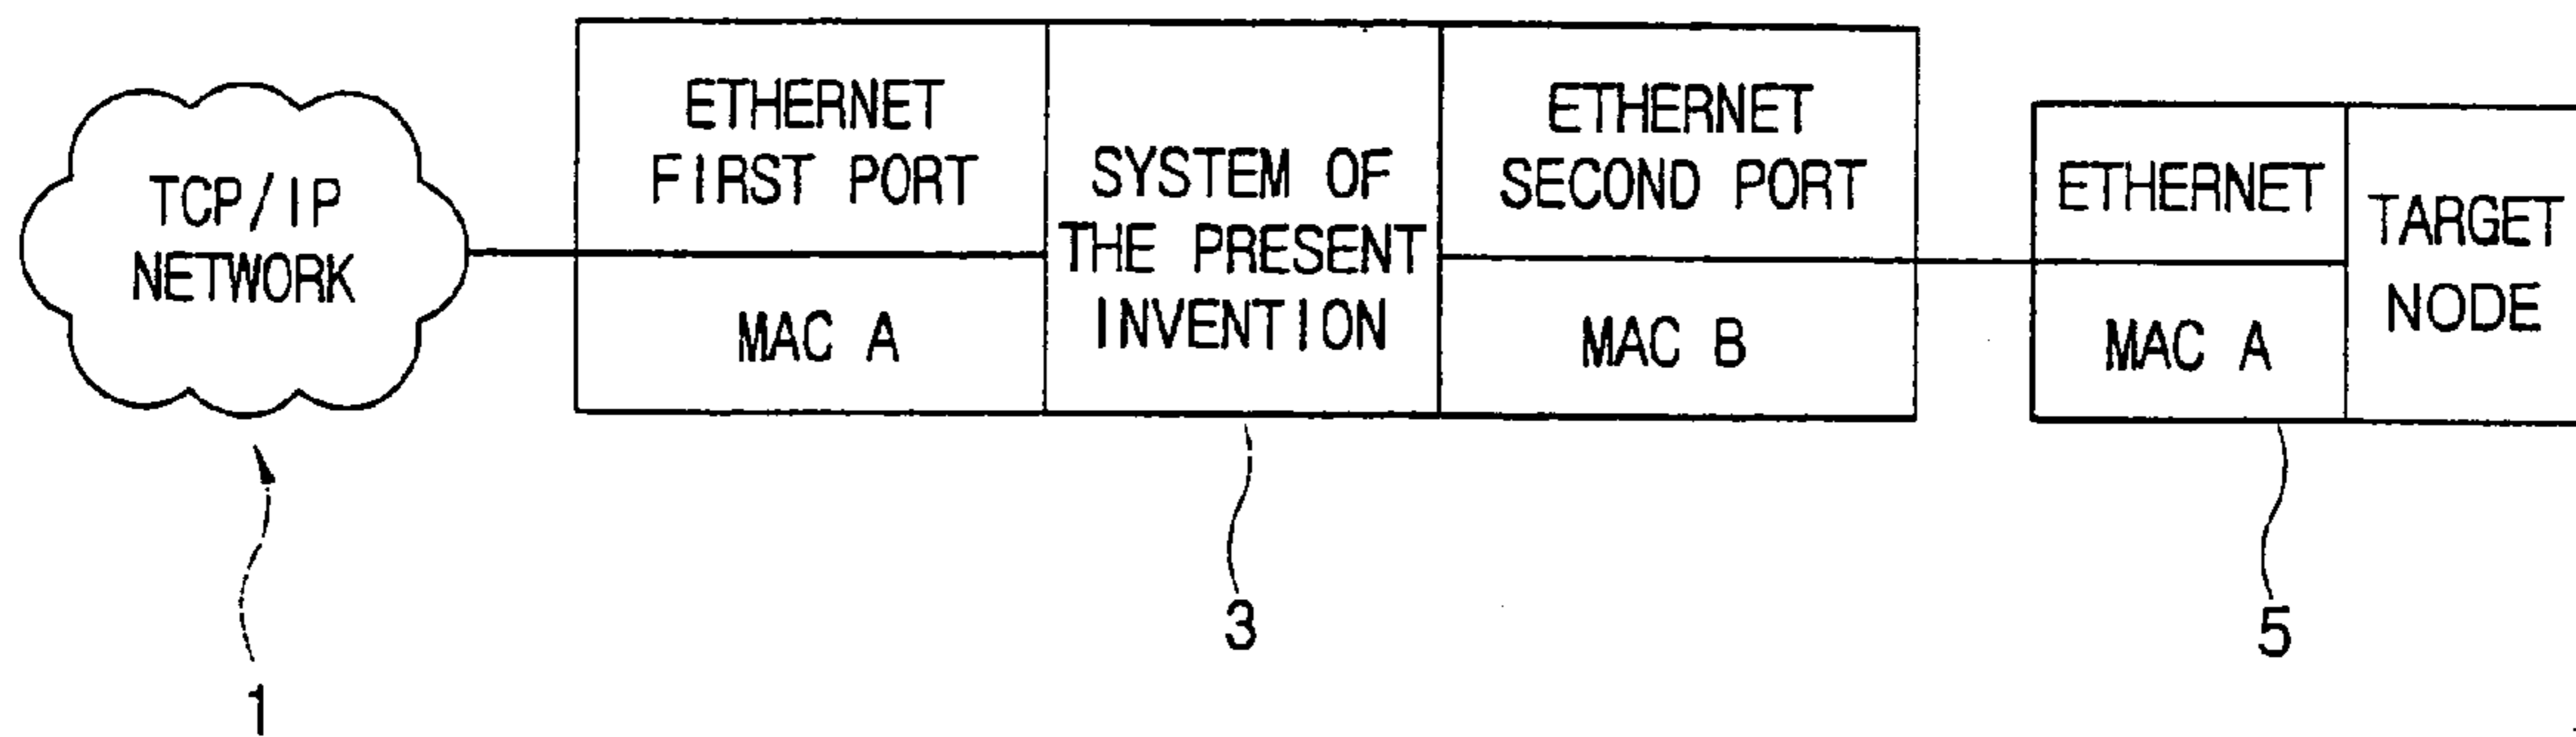 TCP/IP
NETWORK
ETHERNET
FIRST PORT
MAC A
SYSTEM OF
THE PRESENT
INVENTION
ETHERNET
SECOND PORT
MAC B
ETHERNET
MAC A
TARGET
NODE
1
3
5